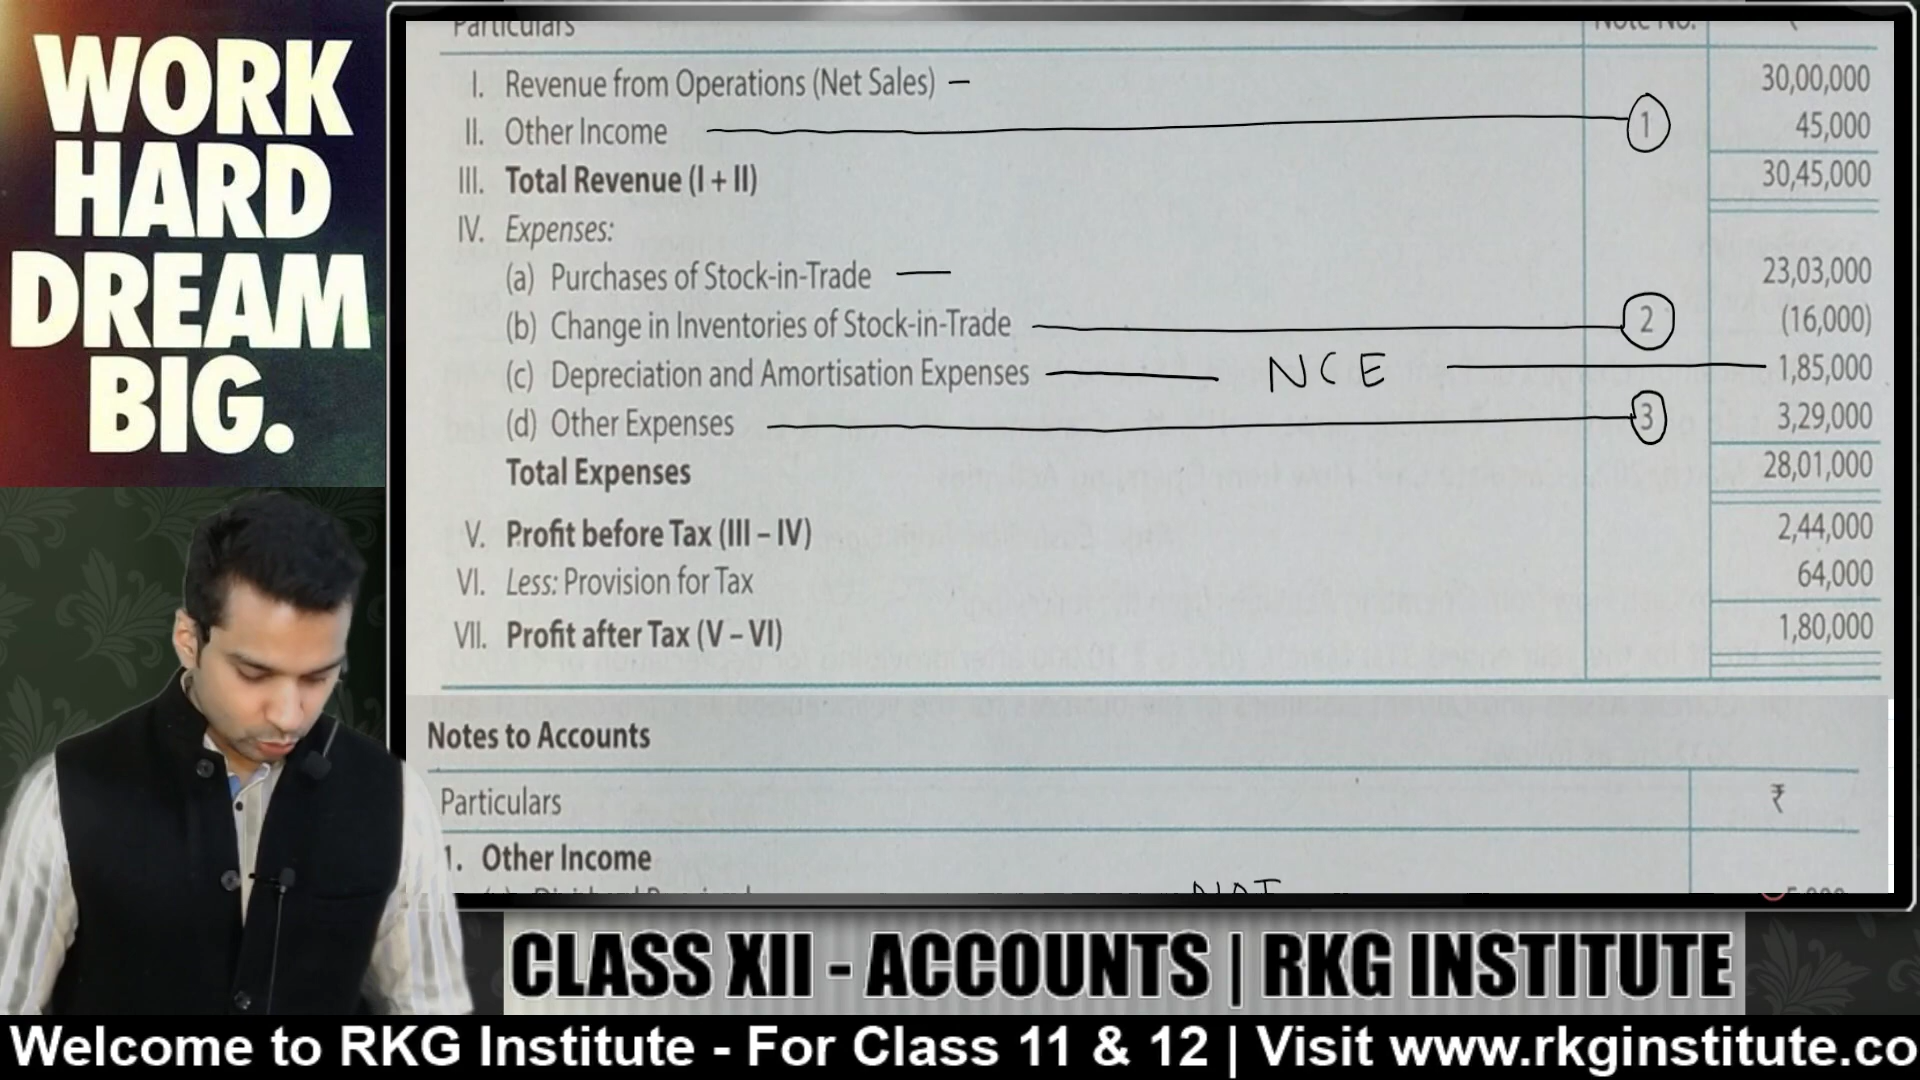 WORK
HARD
DREAM
BIG.
Particulars Note No. ₹
I. Revenue from Operations (Net Sales) – 30,00,000
II. Other Income 1 45,000
III. Total Revenue (I + II) 30,45,000
IV. Expenses:
(a) Purchases of Stock-in-Trade — 23,03,000
(b) Change in Inventories of Stock-in-Trade 2 (16,000)
(c) Depreciation and Amortisation Expenses NCE 1,85,000
(d) Other Expenses 3 3,29,000
Total Expenses 28,01,000
V. Profit before Tax (III – IV) 2,44,000
VI. Less: Provision for Tax 64,000
VII. Profit after Tax (V – VI) 1,80,000
Notes to Accounts
Particulars ₹
1. Other Income
CLASS XII - ACCOUNTS | RKG INSTITUTE
Welcome to RKG Institute - For Class 11 & 12 | Visit www.rkginstitute.co